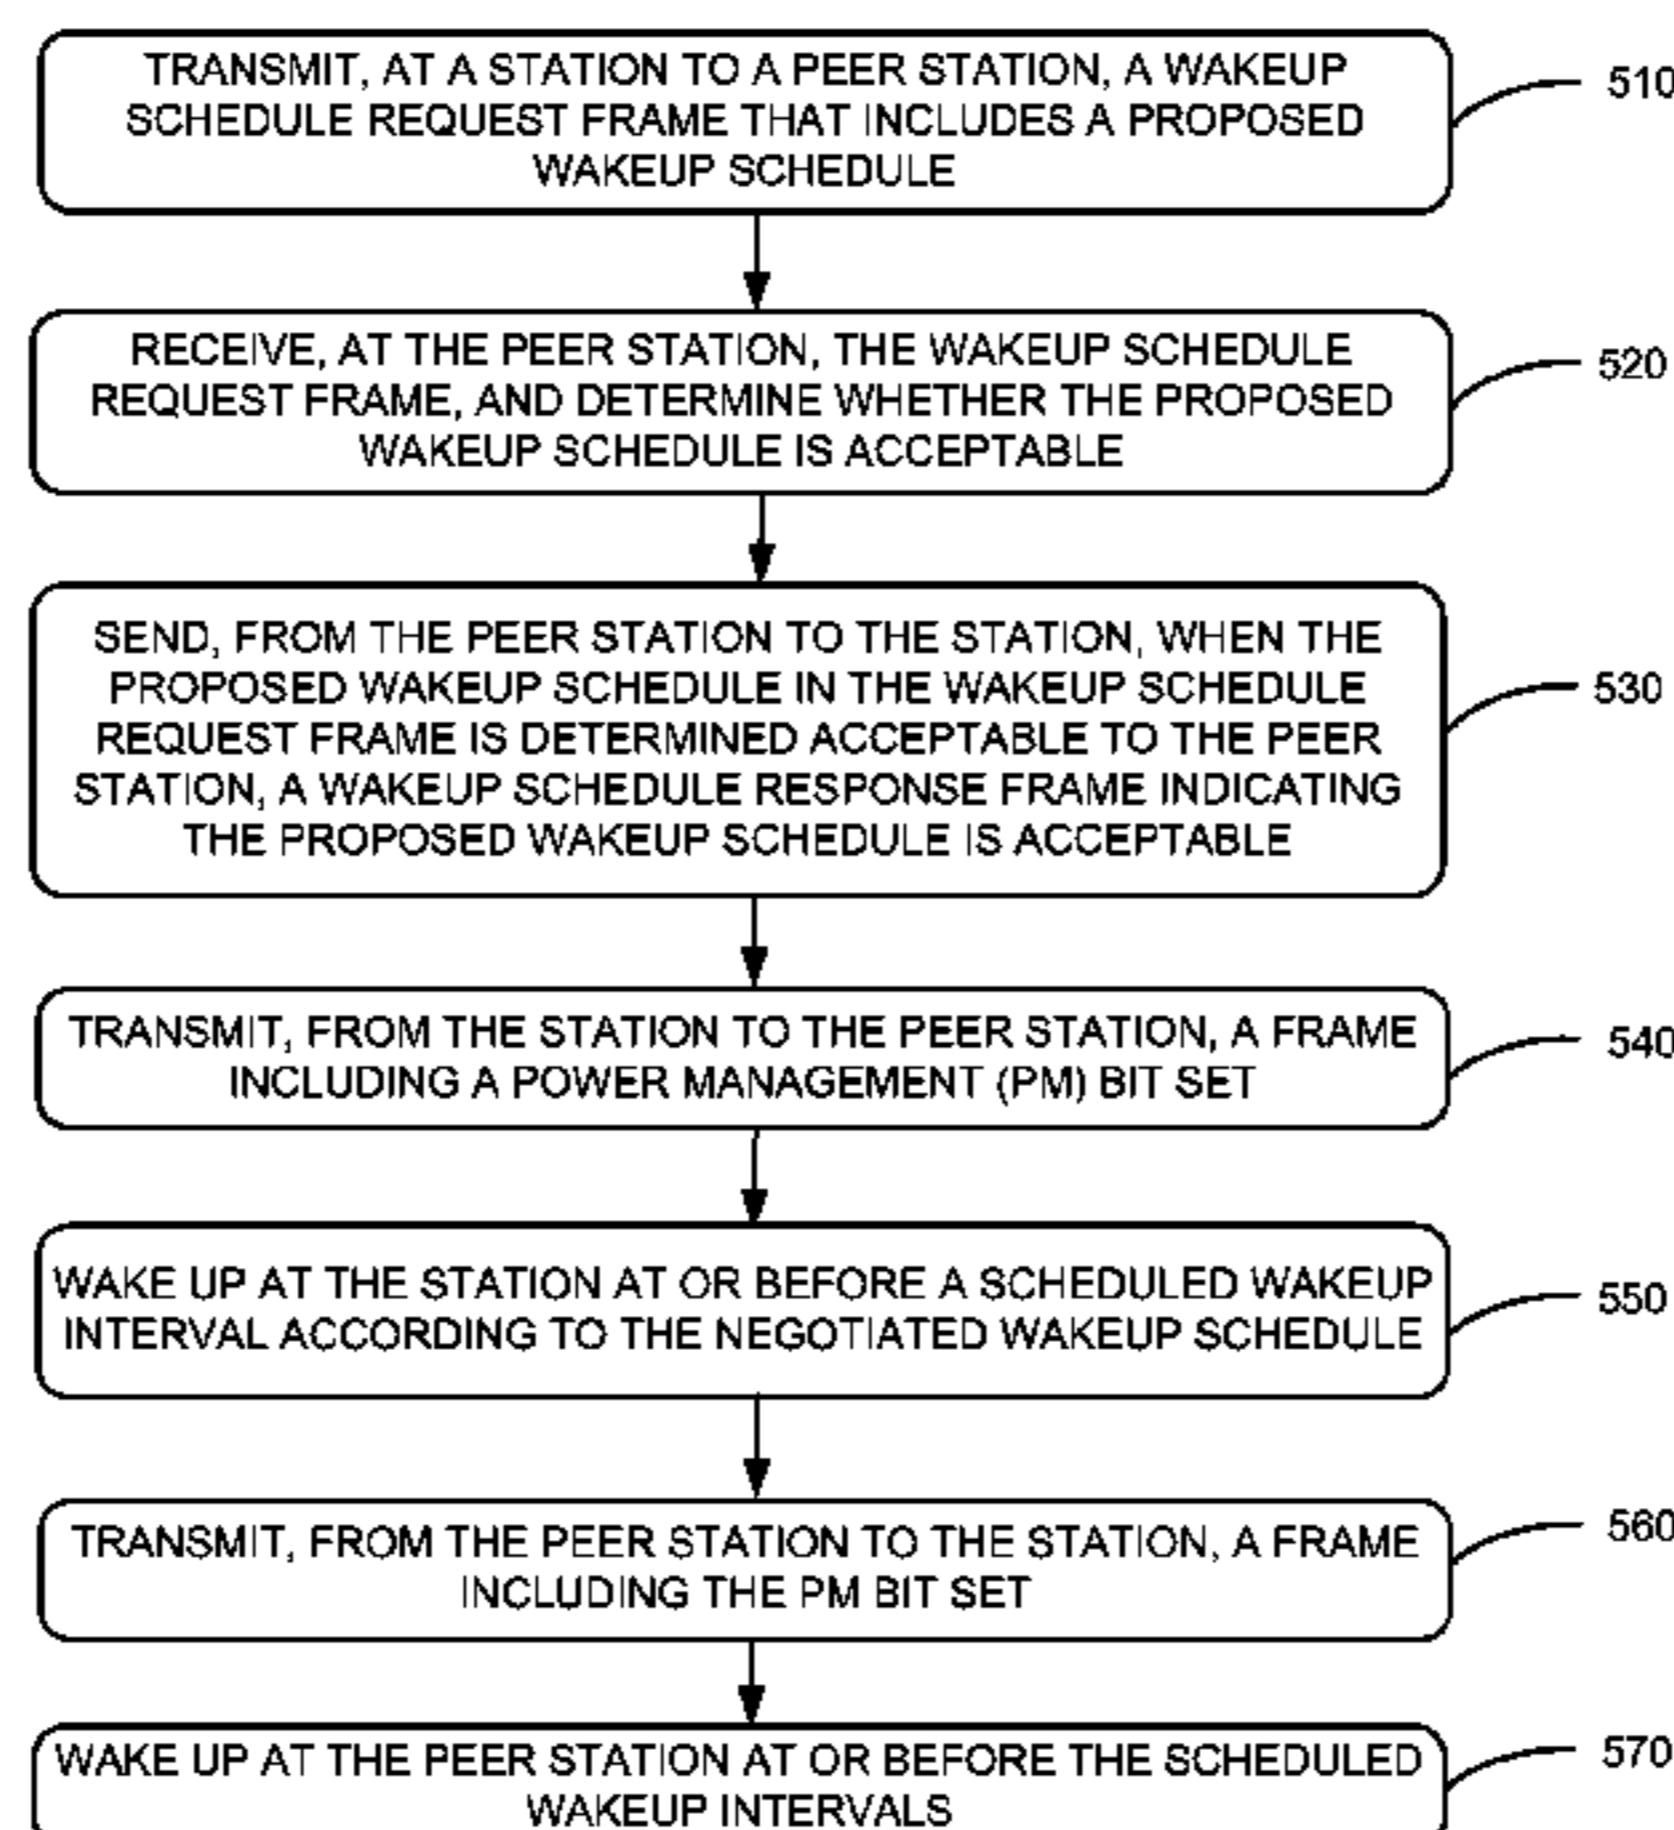 TRANSMIT, AT A STATION TO A PEER STATION, A WAKEUP
SCHEDULE REQUEST FRAME THAT INCLUDES A PROPOSED
WAKEUP SCHEDULE
510
RECEIVE, AT THE PEER STATION, THE WAKEUP SCHEDULE
REQUEST FRAME, AND DETERMINE WHETHER THE PROPOSED
WAKEUP SCHEDULE IS ACCEPTABLE
520
SEND, FROM THE PEER STATION TO THE STATION, WHEN THE
PROPOSED WAKEUP SCHEDULE IN THE WAKEUP SCHEDULE
REQUEST FRAME IS DETERMINED ACCEPTABLE TO THE PEER
STATION, A WAKEUP SCHEDULE RESPONSE FRAME INDICATING
THE PROPOSED WAKEUP SCHEDULE IS ACCEPTABLE
530
TRANSMIT, FROM THE STATION TO THE PEER STATION, A FRAME
INCLUDING A POWER MANAGEMENT (PM) BIT SET
540
WAKE UP AT THE STATION AT OR BEFORE A SCHEDULED WAKEUP
INTERVAL ACCORDING TO THE NEGOTIATED WAKEUP SCHEDULE
550
TRANSMIT, FROM THE PEER STATION TO THE STATION, A FRAME
INCLUDING THE PM BIT SET
560
WAKE UP AT THE PEER STATION AT OR BEFORE THE SCHEDULED
WAKEUP INTERVALS
570